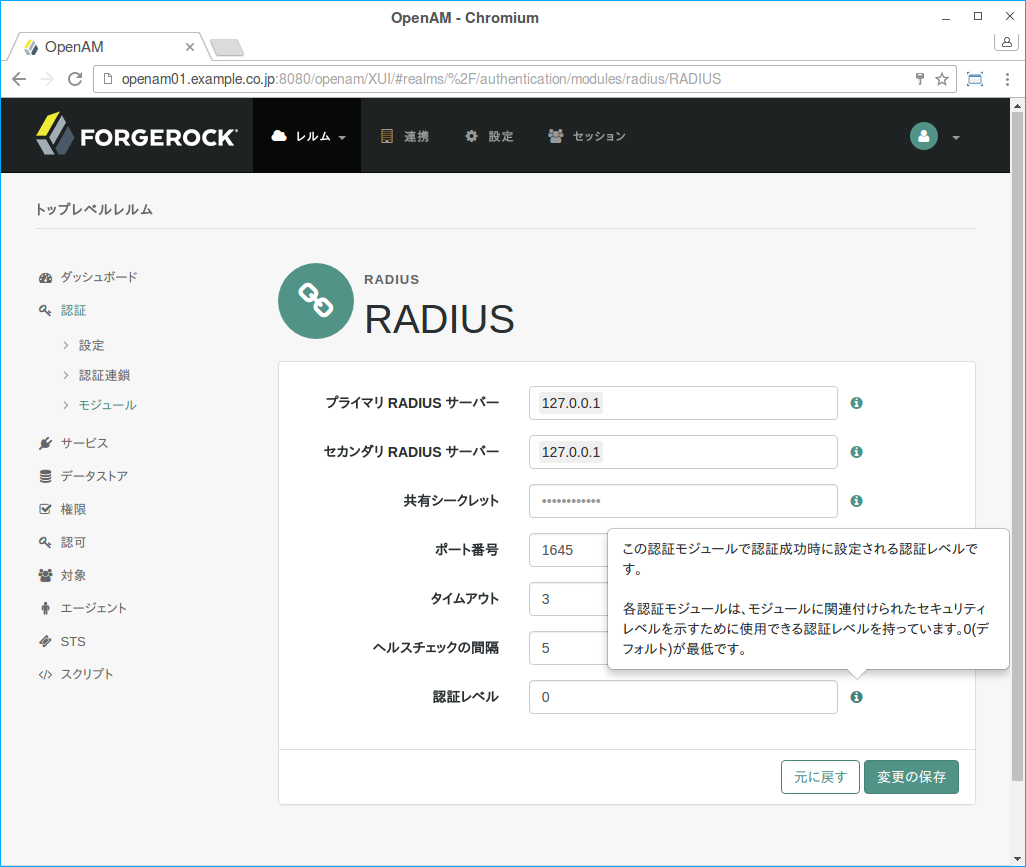 OpenAM - Chromium
OpenAM
openam01.example.co.jp:8080/openam/XUI/#realms/%2F/authentication/modules/radius/RADIUS
FORGEROCK
レルム
連携
設定
セッション
トップレベルレルム
ダッシュボード
認証
設定
認証連鎖
モジュール
サービス
データストア
権限
認可
対象
エージェント
STS
スクリプト
RADIUS
RADIUS
プライマリ RADIUS サーバー 127.0.0.1
セカンダリ RADIUS サーバー 127.0.0.1
共有シークレット ••••••••••••
ポート番号 1645
タイムアウト 3
ヘルスチェックの間隔 5
この認証モジュールで認証成功時に設定される認証レベルで
す。
各認証モジュールは、モジュールに関連付けられたセキュリティ
レベルを示すために使用できる認証レベルを持っています。0(デ
フォルト)が最低です。
認証レベル 0
元に戻す
変更の保存